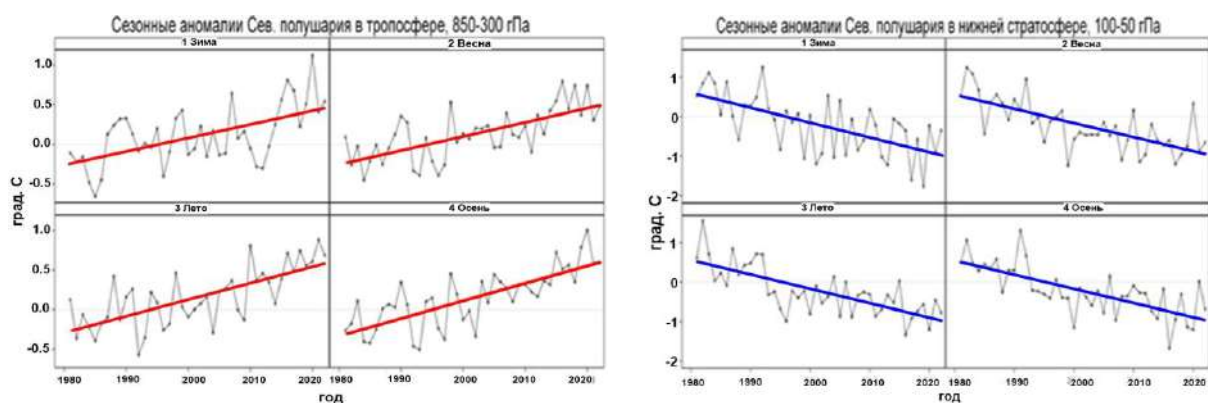 Сезонные аномалии Сев. полушария в тропосфере, 850-300 гПа
1 Зима
2 Весна
1.0
0.5
0.0
-0.5
3 Лето
4 Осень
1.0
0.5
0.0
-0.5
град. С
1980
1990
2000
2010
2020
1980
1990
2000
2010
2020
год
Сезонные аномалии Сев. полушария в нижней стратосфере, 100-50 гПа
1 Зима
2 Весна
1
0
-1
-2
3 Лето
4 Осень
1
0
-1
-2
град. С
1980
1990
2000
2010
2020
1980
1990
2000
2010
2020
год